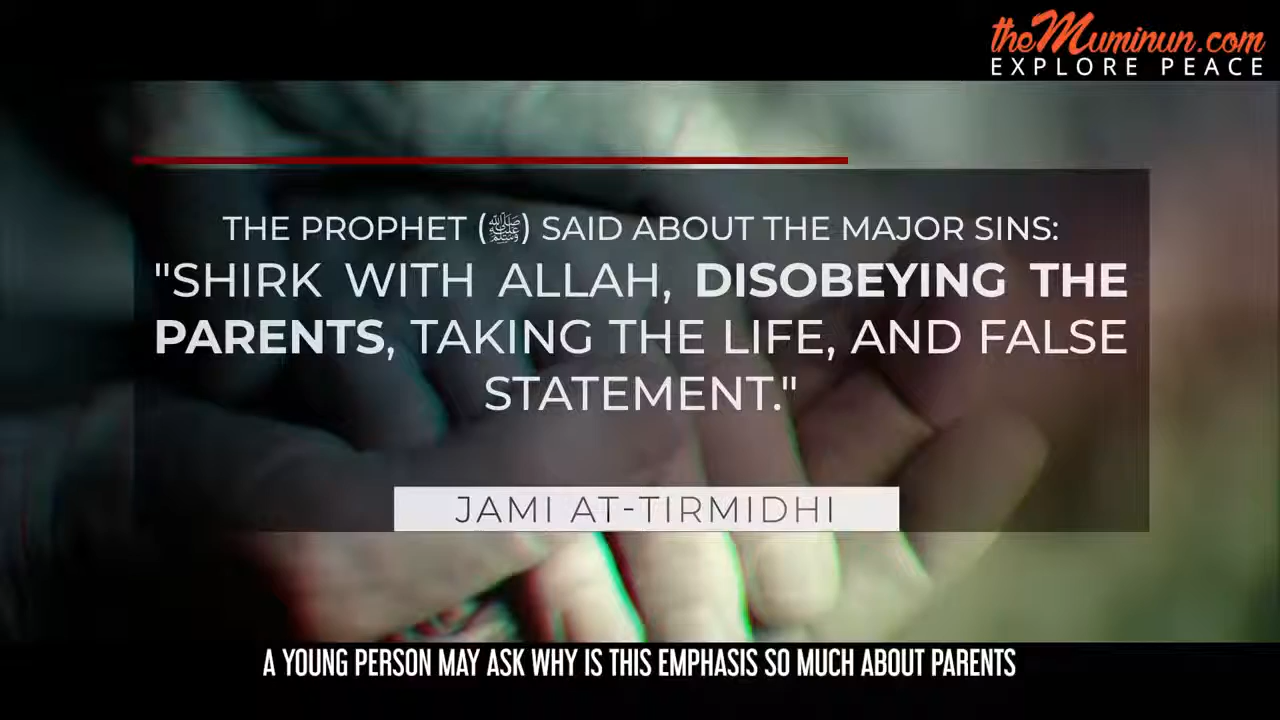 theMuminun.com
EXPLORE PEACE
THE PROPHET (ﷺ) SAID ABOUT THE MAJOR SINS:
"SHIRK WITH ALLAH, DISOBEYING THE
PARENTS, TAKING THE LIFE, AND FALSE
STATEMENT."
JAMI AT-TIRMIDHI
A YOUNG PERSON MAY ASK WHY IS THIS EMPHASIS SO MUCH ABOUT PARENTS